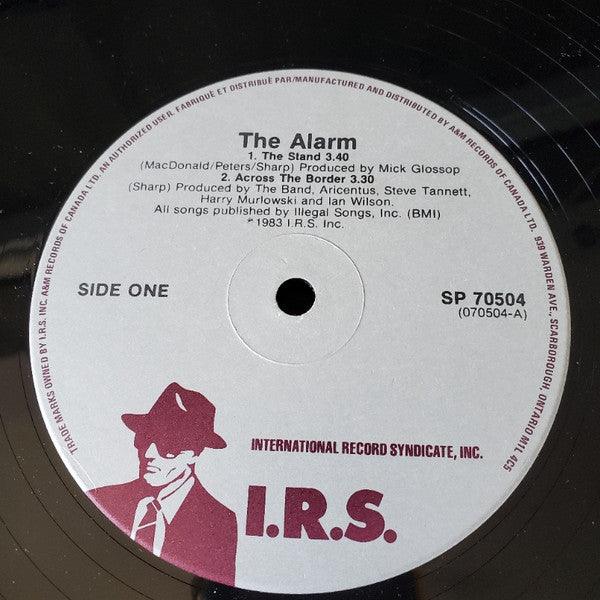 The Alarm
1. The Stand 3.40
(MacDonald/Peters/Sharp) Produced by Mick Glossop
2. Across The Border 3.30
(Sharp) Produced by The Band, Aricentus, Steve Tannett,
Harry Murlowski and Ian Wilson.
All songs published by Illegal Songs, Inc. (BMI)
℗1983 I.R.S. Inc.
SIDE ONE
SP 70504
(070504-A)
INTERNATIONAL RECORD SYNDICATE, INC.
I.R.S.
TRADE MARKS OWNED BY I.R.S. INC. A&M RECORDS OF CANADA LTD. AN AUTHORIZED USER. FABRIQUÉ ET DISTRIBUÉ PAR/MANUFACTURED AND DISTRIBUTED BY A&M RECORDS OF CANADA LTD. 939 WARDEN AVE., SCARBOROUGH, ONTARIO M1L 4C5